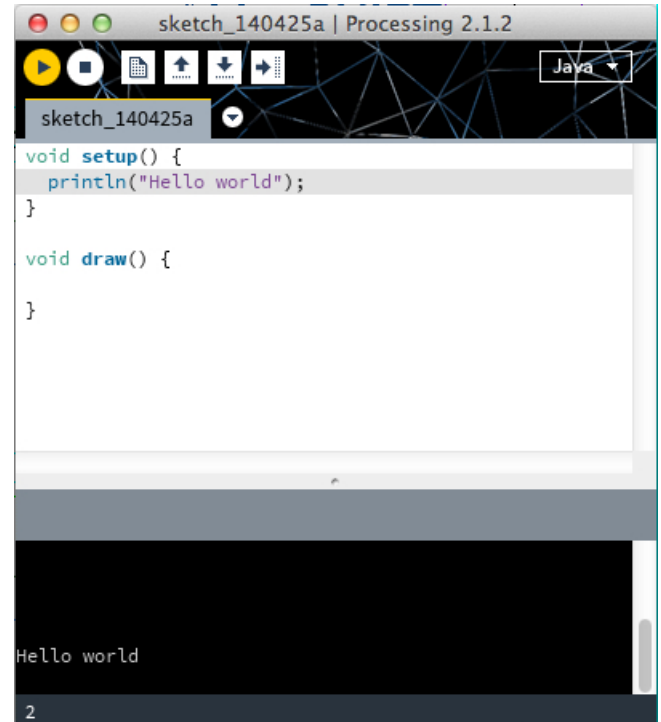 sketch_140425a | Processing 2.1.2
Java
sketch_140425a
void setup() {
  println("Hello world");
}
void draw() {
}
Hello world
2